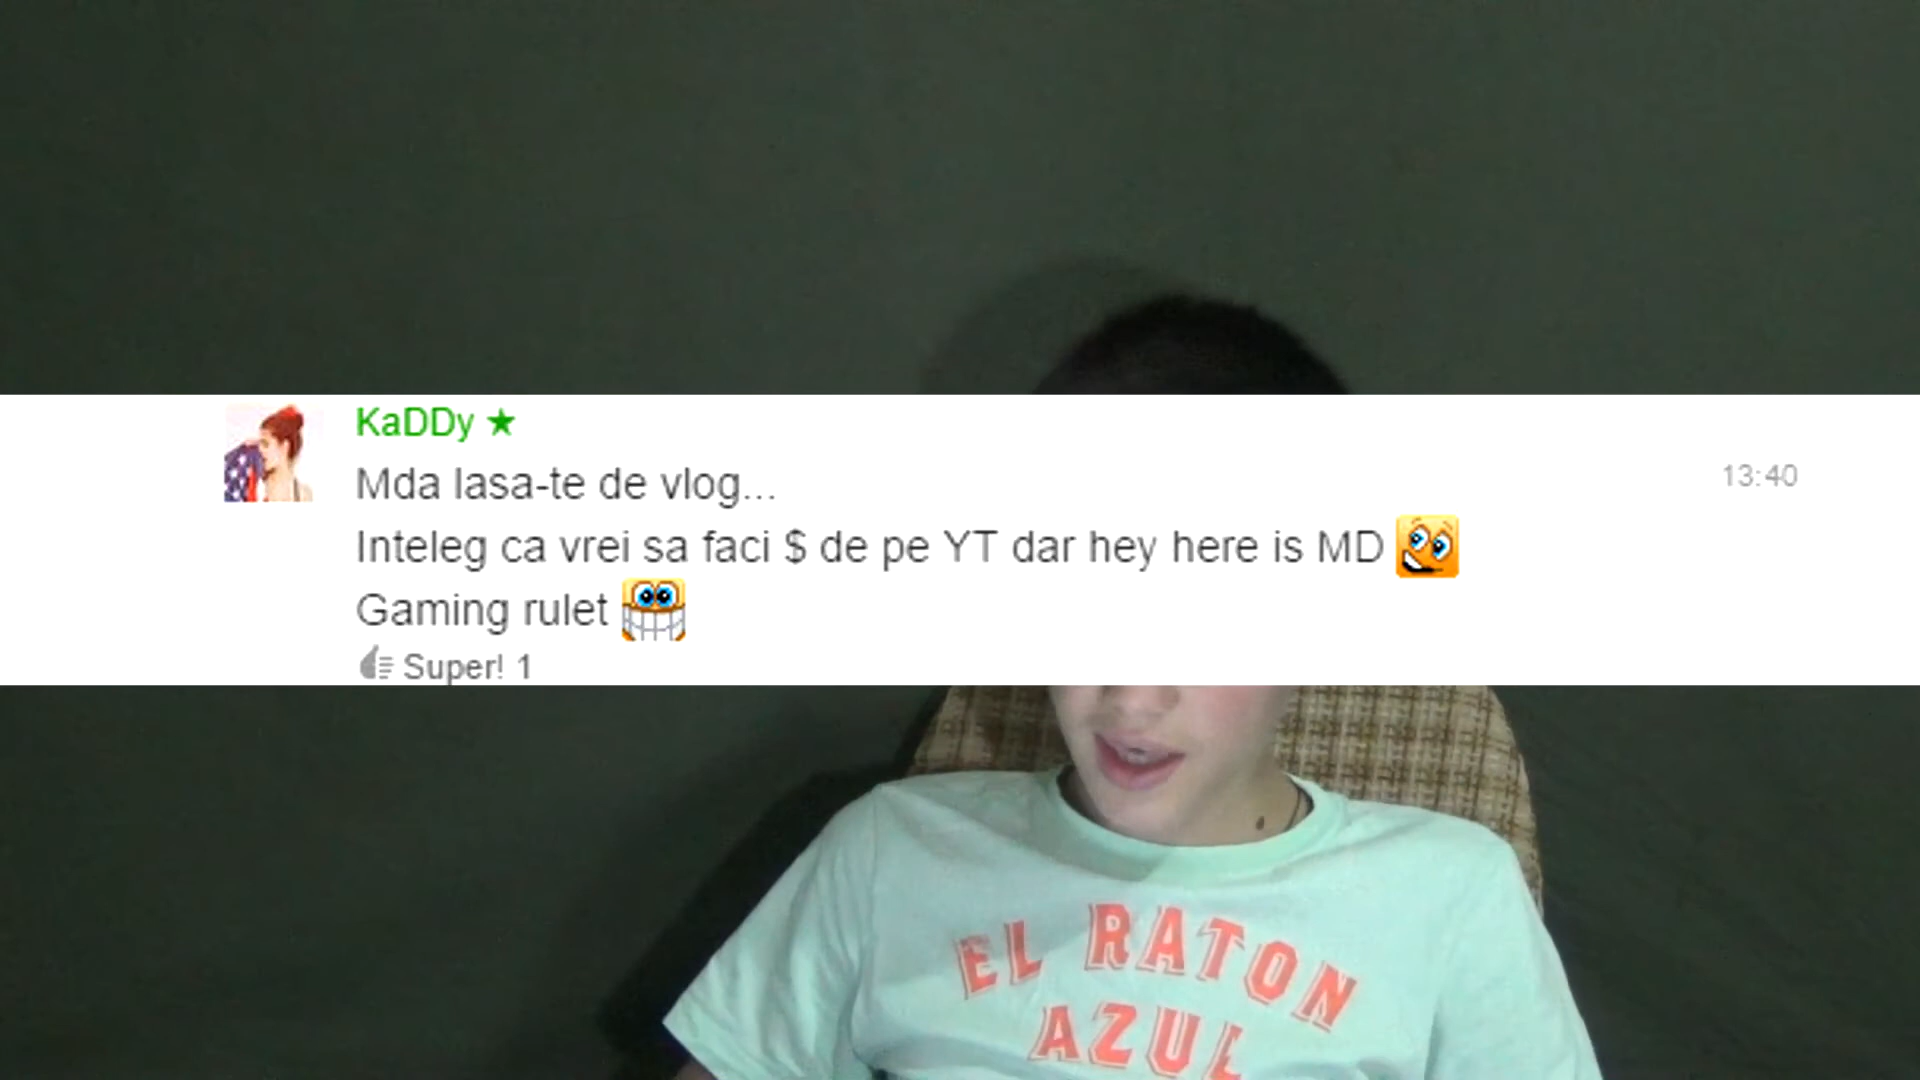 KaDDy ★
Mda lasa-te de vlog...
13:40
Inteleg ca vrei sa faci $ de pe YT dar hey here is MD
Gaming rulet
Super! 1
EL RATON
AZUL